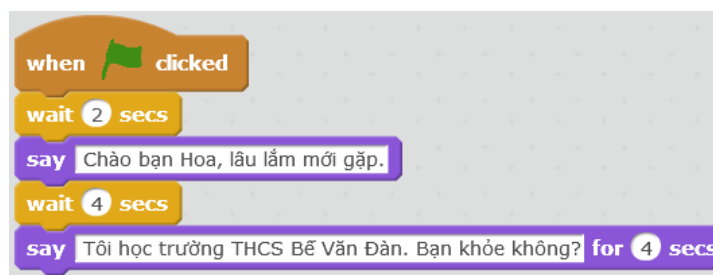 when clicked
wait 2 secs
say Chào bạn Hoa, lâu lắm mới gặp.
wait 4 secs
say Tôi học trường THCS Bế Văn Đàn. Bạn khỏe không? for 4 secs